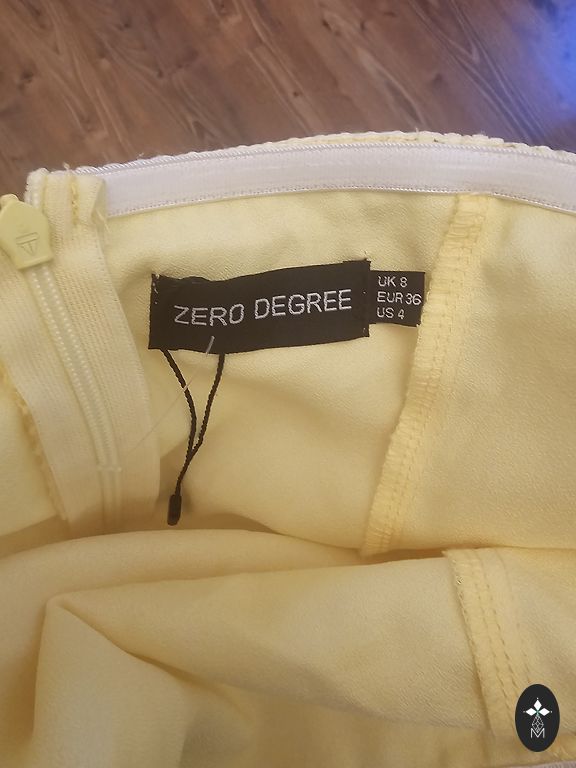 ZERO DEGREE
UK 8
EUR 36
US 4
M